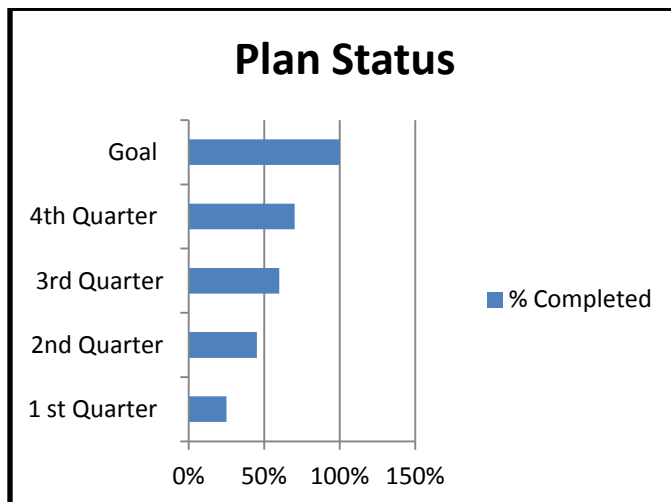 Plan Status
Goal
4th Quarter
3rd Quarter
2nd Quarter
1 st Quarter
% Completed
0% 50% 100% 150%